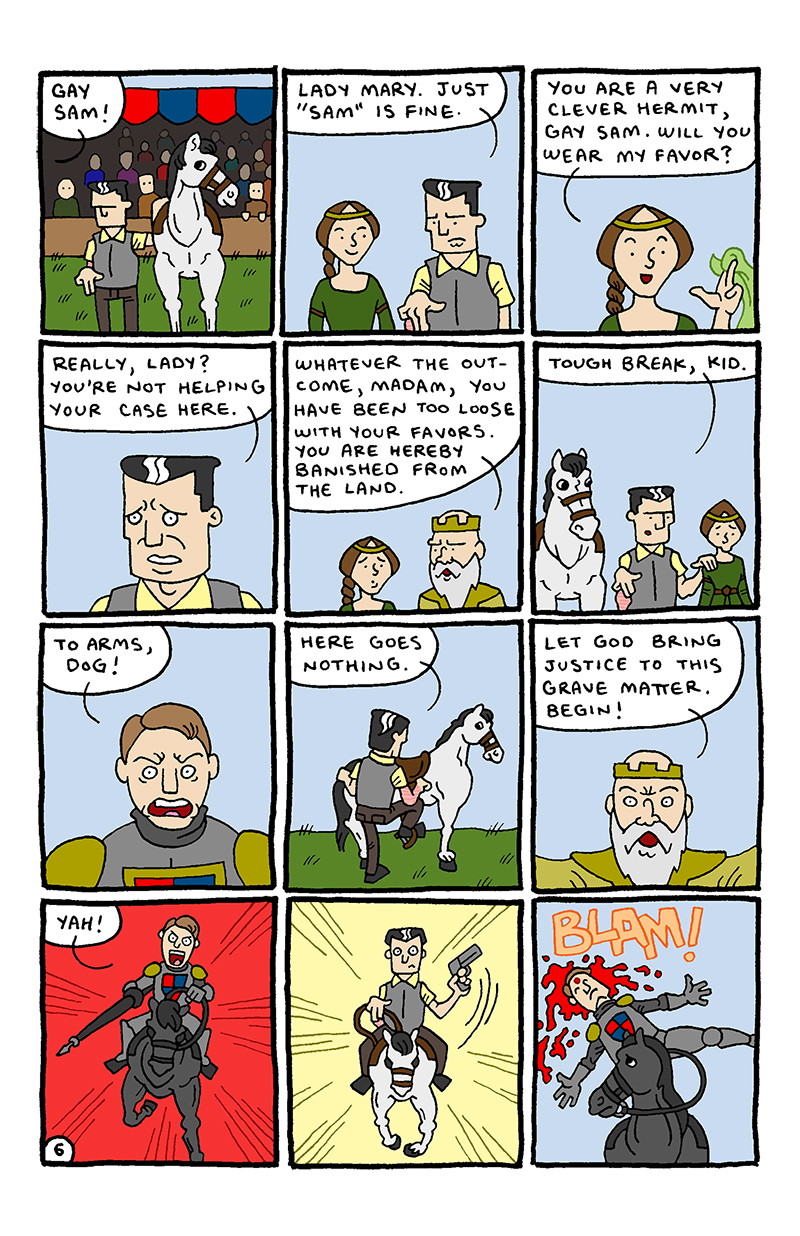 GAY
SAM!
LADY MARY. JUST
"SAM" IS FINE.
YOU ARE A VERY
CLEVER HERMIT,
GAY SAM. WILL YOU
WEAR MY FAVOR?
REALLY, LADY?
YOU'RE NOT HELPING
YOUR CASE HERE.
WHATEVER THE OUT-
COME, MADAM, YOU
HAVE BEEN TOO LOOSE
WITH YOUR FAVORS.
YOU ARE HEREBY
BANISHED FROM
THE LAND.
TOUGH BREAK, KID.
TO ARMS,
DOG!
HERE GOES
NOTHING.
LET GOD BRING
JUSTICE TO THIS
GRAVE MATTER.
BEGIN!
YAH!
6
BLAM!